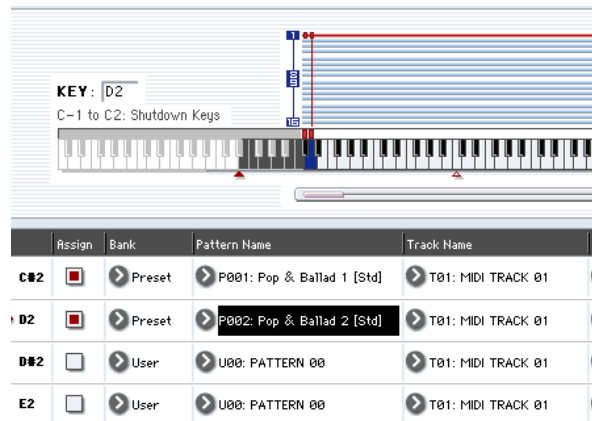 1
KEY: D2
8
9
C-1 to C2: Shutdown Keys
16
Assign Bank Pattern Name Track Name
C#2 Preset P001: Pop & Ballad 1 [Std] T01: MIDI TRACK 01
D2 Preset P002: Pop & Ballad 2 [Std] T01: MIDI TRACK 01
D#2 User U00: PATTERN 00 T01: MIDI TRACK 01
E2 User U00: PATTERN 00 T01: MIDI TRACK 01